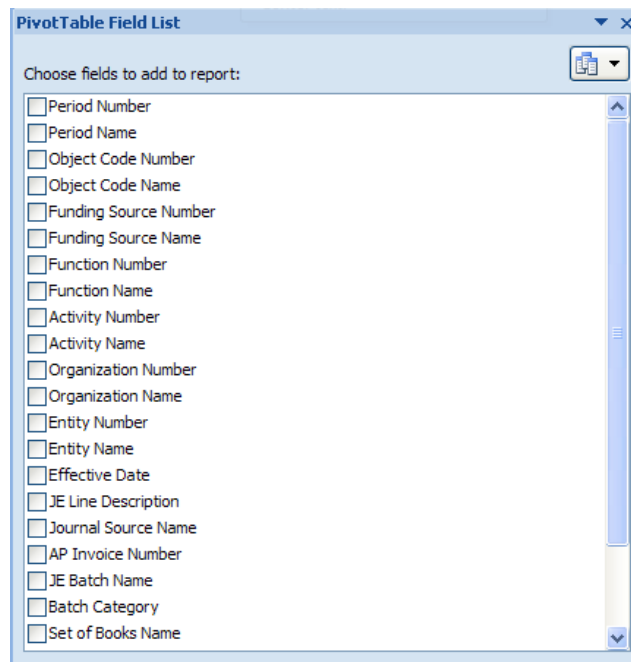 PivotTable Field List
Choose fields to add to report:
Period Number
Period Name
Object Code Number
Object Code Name
Funding Source Number
Funding Source Name
Function Number
Function Name
Activity Number
Activity Name
Organization Number
Organization Name
Entity Number
Entity Name
Effective Date
JE Line Description
Journal Source Name
AP Invoice Number
JE Batch Name
Batch Category
Set of Books Name